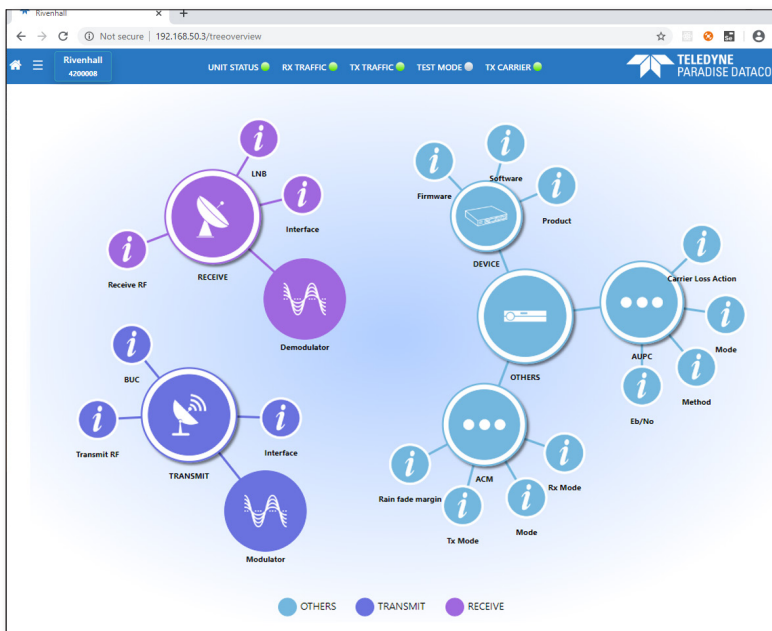 Rivenhall
Not secure | 192.168.50.3/treeoverview
Rivenhall
4200008
UNIT STATUS
RX TRAFFIC
TX TRAFFIC
TEST MODE
TX CARRIER
TELEDYNE
PARADISE DATACO
LNB
Interface
Receive RF
RECEIVE
Demodulator
BUC
Transmit RF
Interface
TRANSMIT
Modulator
Firmware
Software
Product
DEVICE
OTHERS
Carrier Loss Action
Mode
Method
Eb/No
AUPC
ACM
Rain fade margin
Tx Mode
Mode
Rx Mode
OTHERS
TRANSMIT
RECEIVE